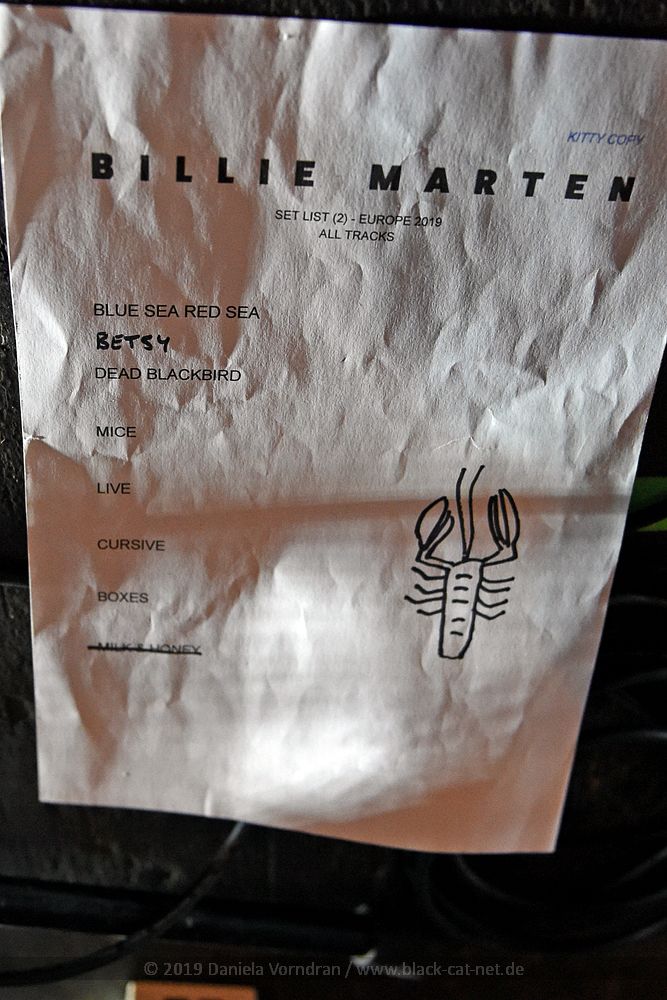 KITTY COPY
BILLIE MARTEN
SET LIST (2) - EUROPE 2019
ALL TRACKS
BLUE SEA RED SEA
BETSY
DEAD BLACKBIRD
MICE
LIVE
CURSIVE
BOXES
MILK & HONEY
© 2019 Daniela Vorndran / www.black-cat-net.de